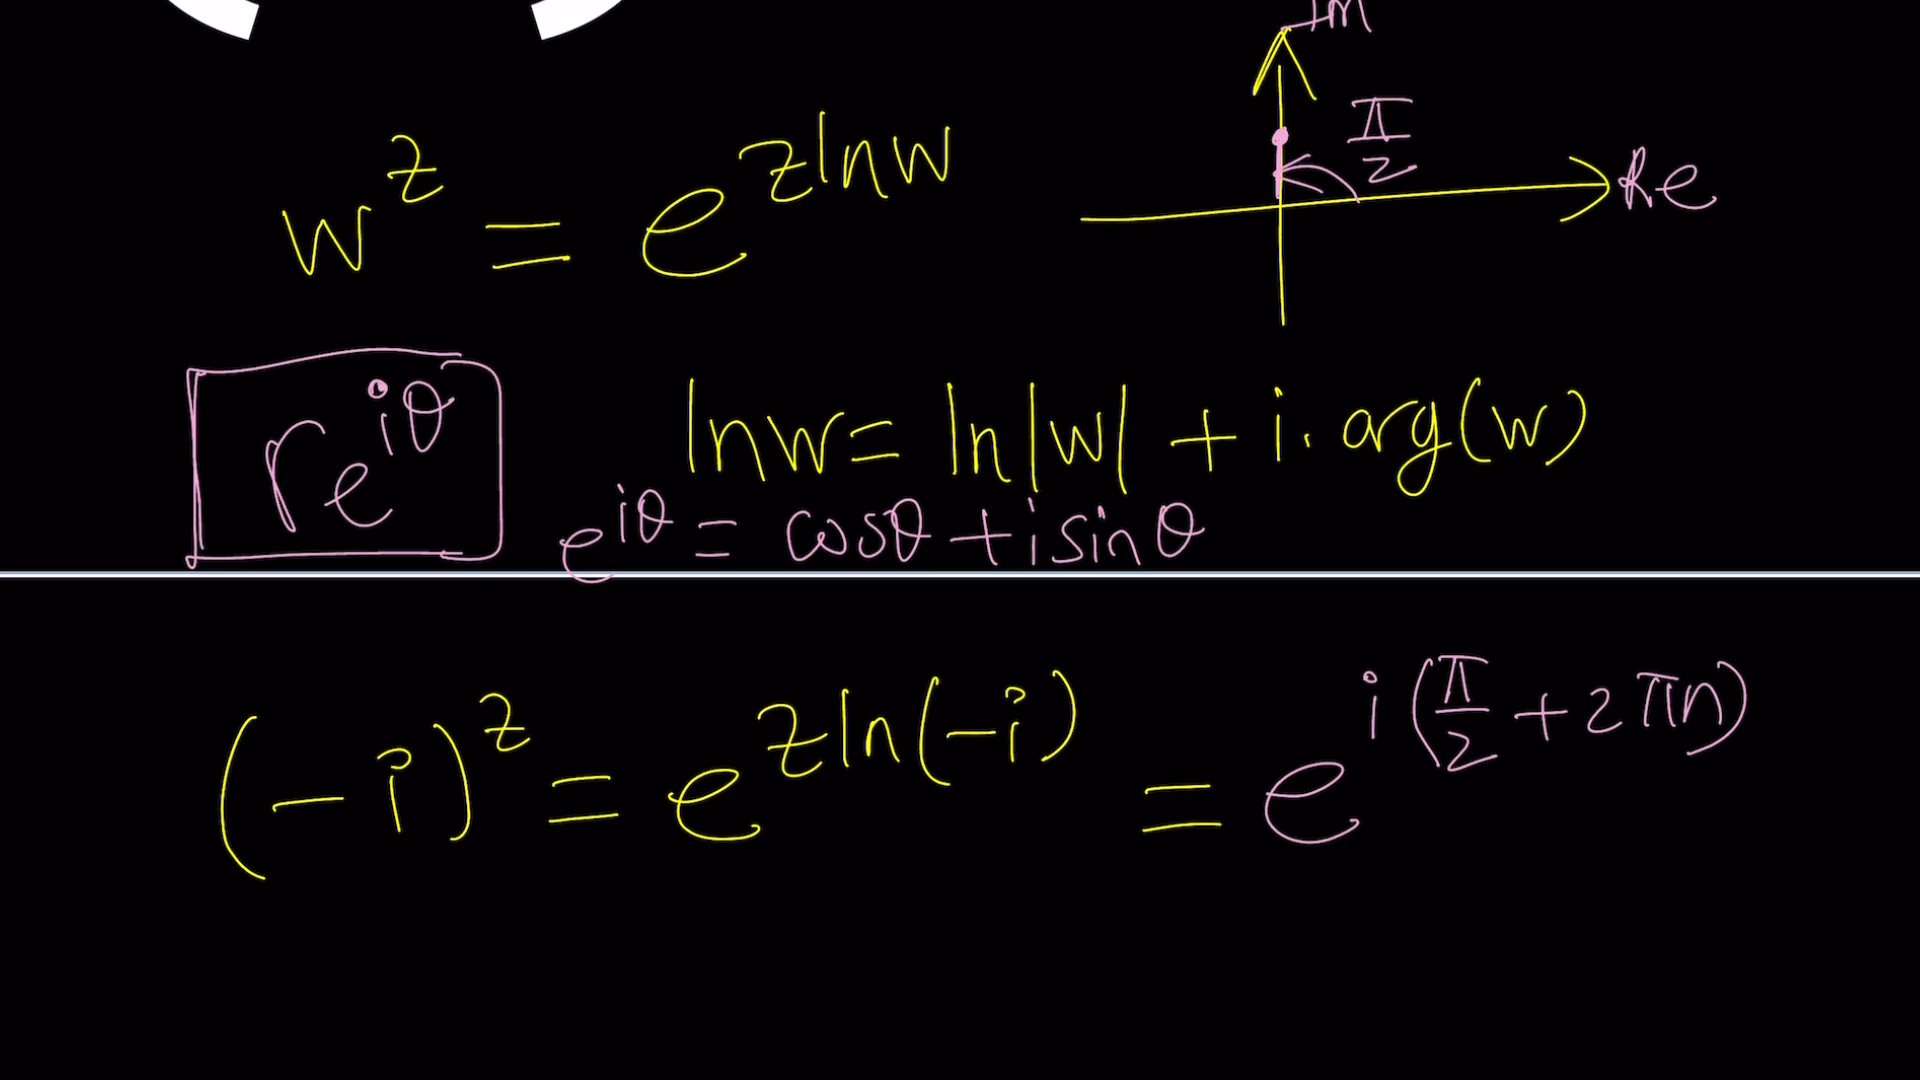 Im
π/2
Re
w^z = e^(z ln w)
re^(iθ)
ln w = ln|w| + i. arg(w)
e^(iθ) = cosθ + i sinθ
(-i)^z = e^(z ln(-i)) = e^(i(π/2 + 2πn))